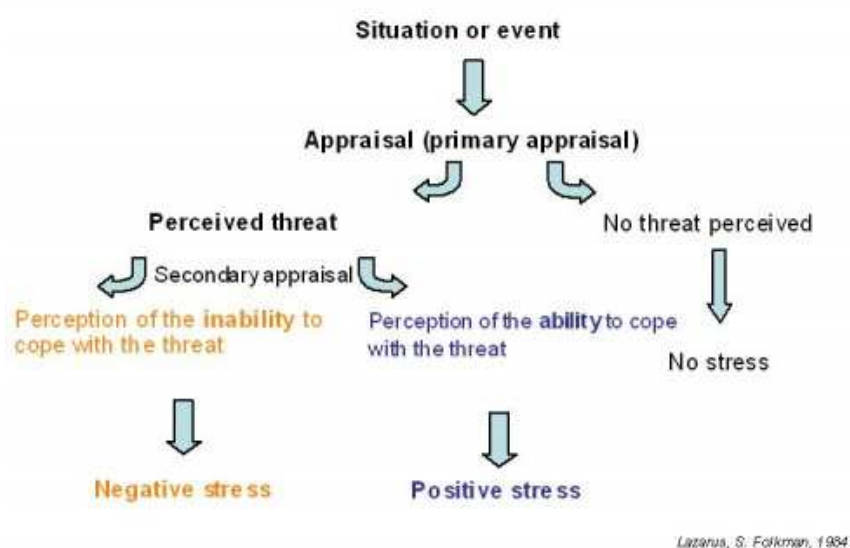 Situation or event
Appraisal (primary appraisal)
Perceived threat
No threat perceived
Secondary appraisal
Perception of the inability to
cope with the threat
Perception of the ability to cope
with the threat
No stress
Negative stress
Positive stress
Lazarus, S. Folkman, 1984